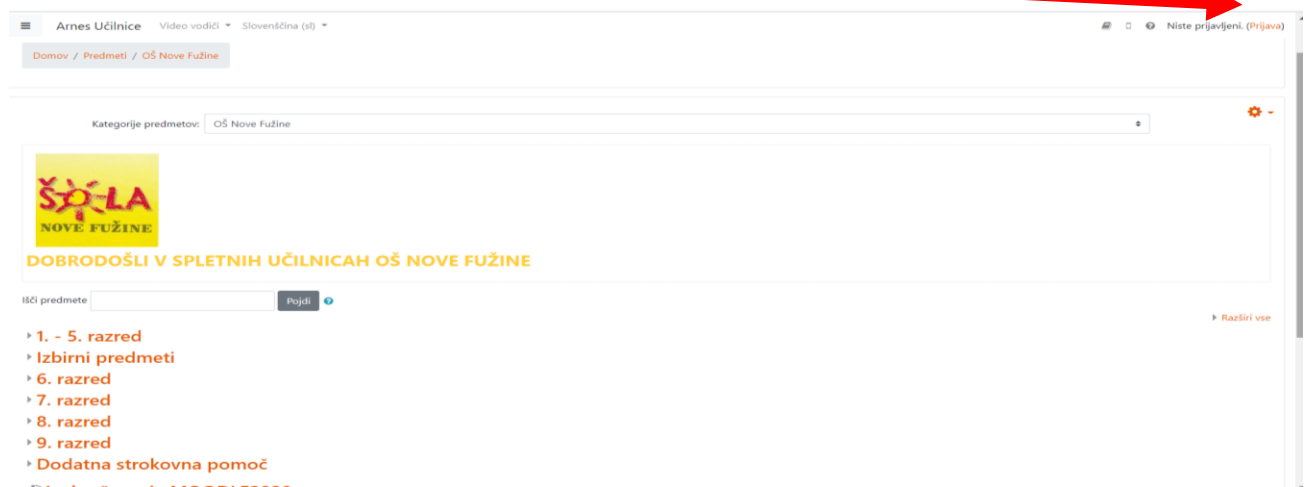 Arnes Učilnice Video vodiči Slovenščina (sl) Niste prijavljeni. (Prijava)
Domov / Predmeti / OŠ Nove Fužine
Kategorije predmetov: OŠ Nove Fužine
ŠOLA
NOVE FUŽINE
DOBRODOŠLI V SPLETNIH UČILNICAH OŠ NOVE FUŽINE
Išči predmete Pojdi
Razširi vse
1. - 5. razred
Izbirni predmeti
6. razred
7. razred
8. razred
9. razred
Dodatna strokovna pomoč